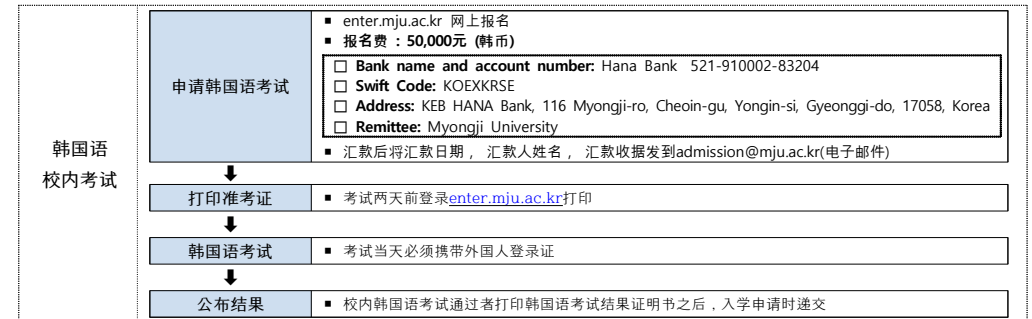 韩国语
校内考试
申请韩国语考试
▪ enter.mju.ac.kr 网上报名
▪ 报名费 : 50,000元 (韩币)
□ Bank name and account number: Hana Bank 521-910002-83204
□ Swift Code: KOEXKRSE
□ Address: KEB HANA Bank, 116 Myongji-ro, Cheoin-gu, Yongin-si, Gyeonggi-do, 17058, Korea
□ Remittee: Myongji University
▪ 汇款后将汇款日期 , 汇款人姓名 , 汇款收据发到admission@mju.ac.kr(电子邮件)
⬇
打印准考证
▪ 考试两天前登录enter.mju.ac.kr打印
⬇
韩国语考试
▪ 考试当天必须携带外国人登录证
⬇
公布结果
▪ 校内韩国语考试通过者打印韩国语考试结果证明书之后 , 入学申请时递交